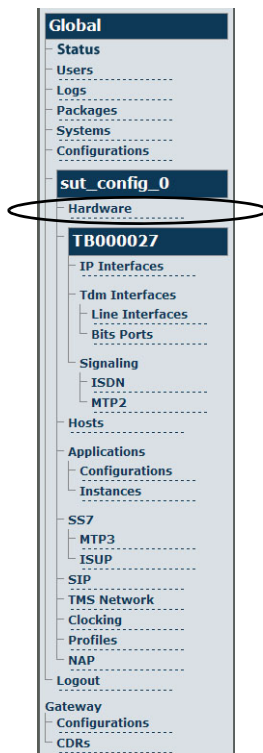 Global
Status
Users
Logs
Packages
Systems
Configurations
sut_config_0
Hardware
TB000027
IP Interfaces
Tdm Interfaces
Line Interfaces
Bits Ports
Signaling
ISDN
MTP2
Hosts
Applications
Configurations
Instances
SS7
MTP3
ISUP
SIP
TMS Network
Clocking
Profiles
NAP
Logout
Gateway
Configurations
CDRs